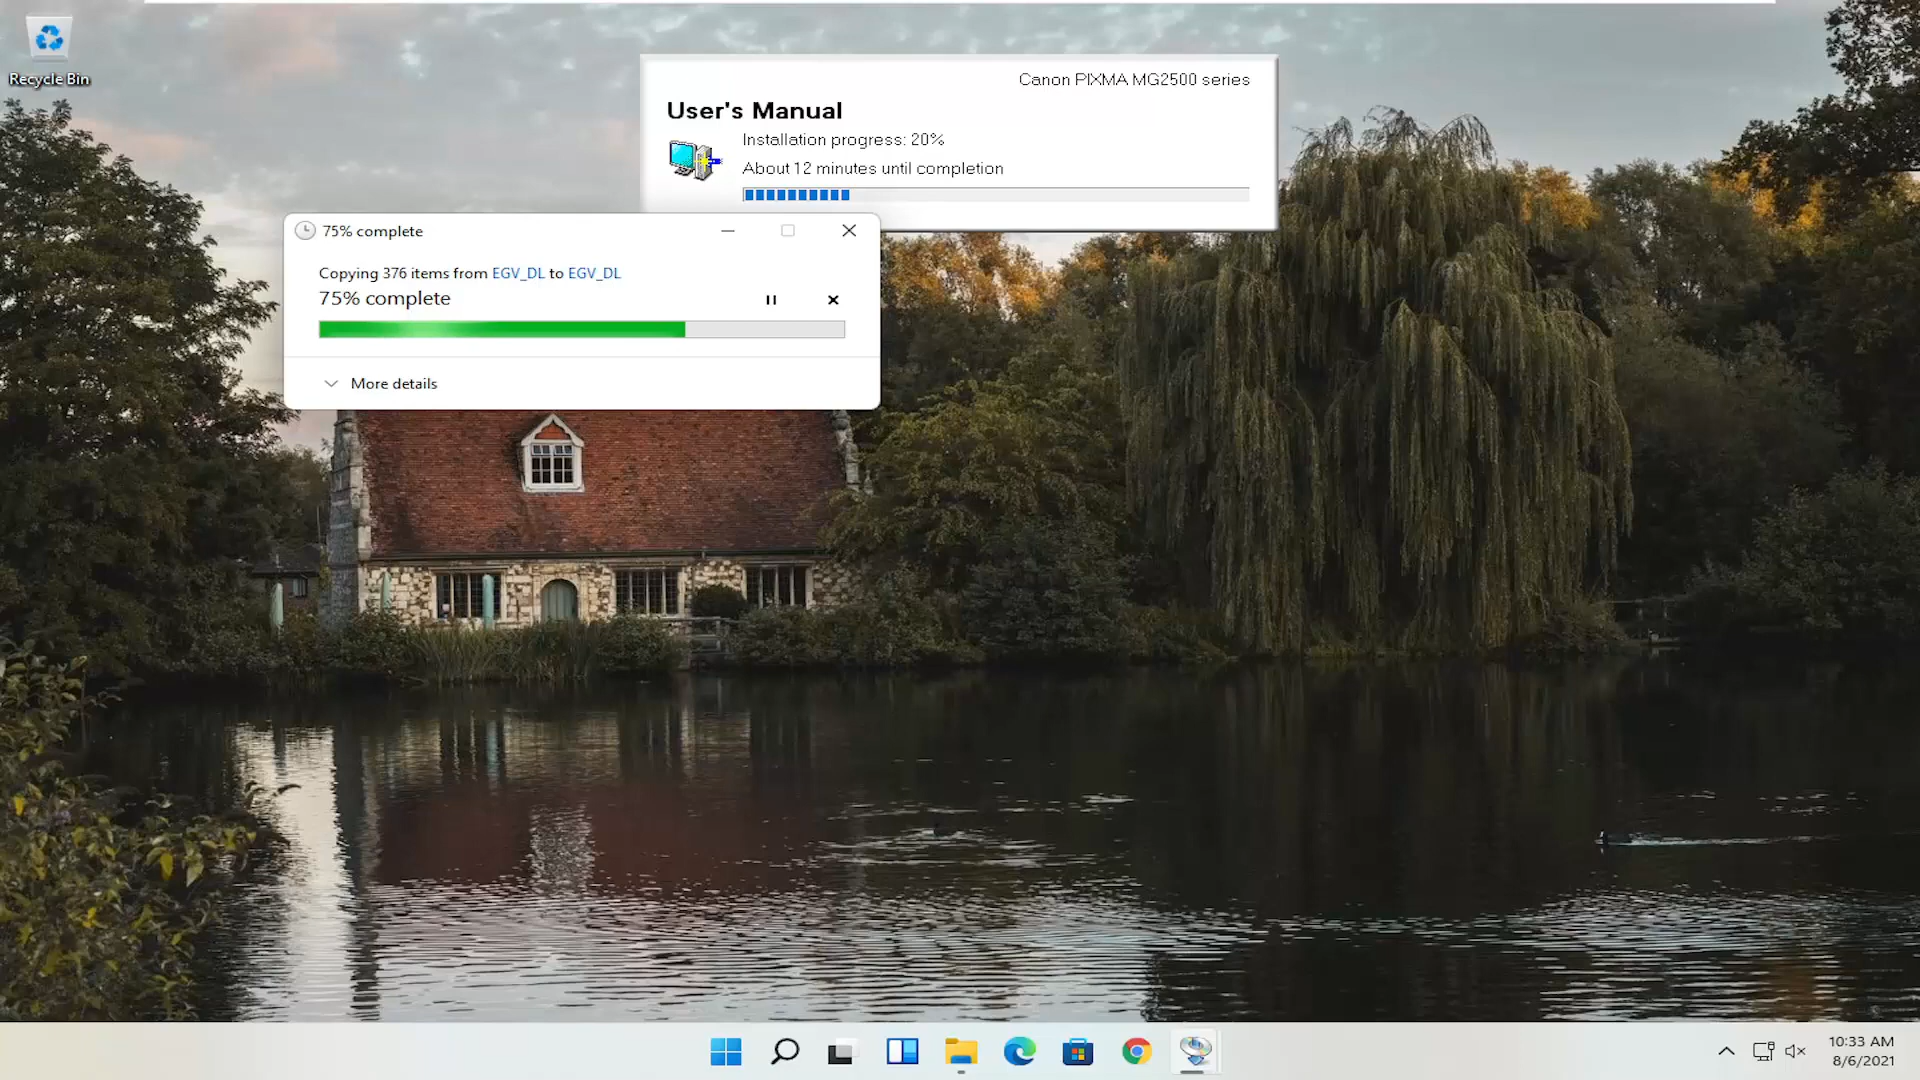 Recycle Bin
Canon PIXMA MG2500 series
User's Manual
Installation progress: 20%
About 12 minutes until completion
75% complete
Copying 376 items from EGV_DL to EGV_DL
75% complete
More details
10:33 AM
8/6/2021